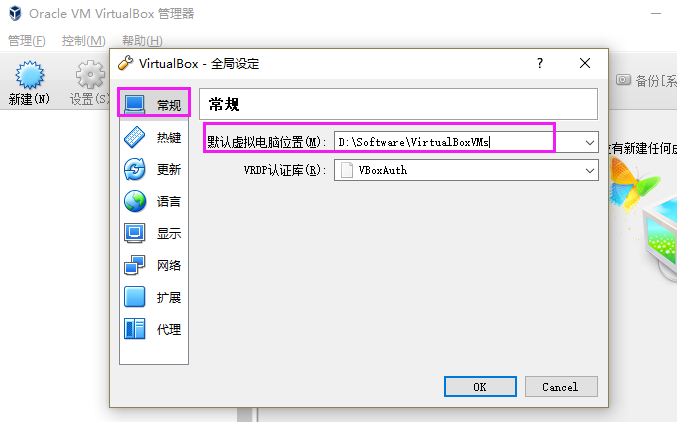 Oracle VM VirtualBox 管理器
管理(F) 控制(M) 帮助(H)
新建(N)
设置(S)
备份[系
VirtualBox - 全局设定
?
常规
热键
更新
语言
显示
网络
扩展
代理
常规
默认虚拟电脑位置(M): D:\Software\VirtualBoxVMs
VRDP认证库(R): VBoxAuth
有新建任何虚
OK Cancel